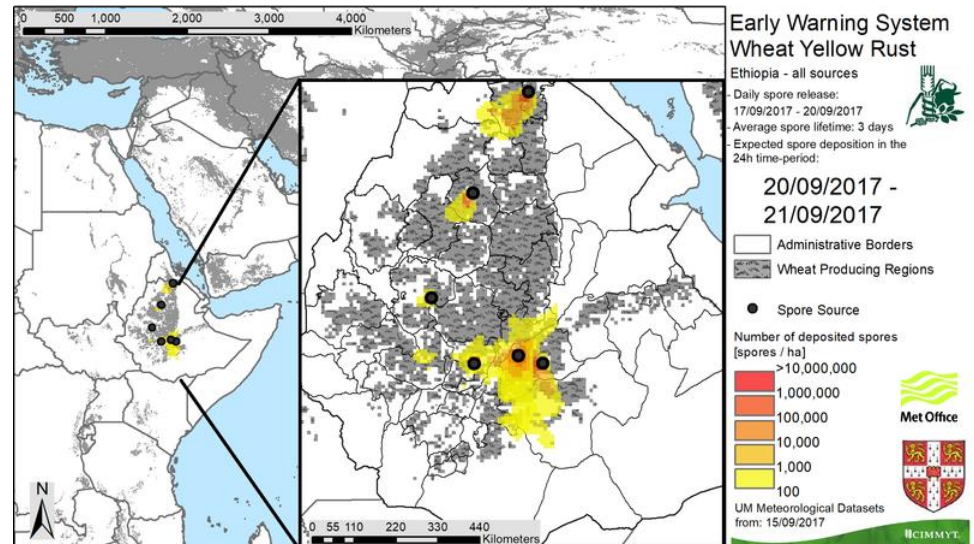 0 500 1,000 2,000 3,000 4,000
Kilometers
N
0 55 110 220 330 440
Kilometers
Early Warning System
Wheat Yellow Rust
Ethiopia - all sources
- Daily spore release:
17/09/2017 - 20/09/2017
- Average spore lifetime: 3 days
- Expected spore deposition in the
24h time-period:
20/09/2017 -
21/09/2017
Administrative Borders
Wheat Producing Regions
Spore Source
Number of deposited spores
[spores / ha]
>10,000,000
1,000,000
100,000
10,000
1,000
100
Met Office
UM Meteorological Datasets
from: 15/09/2017
CIMMYT.